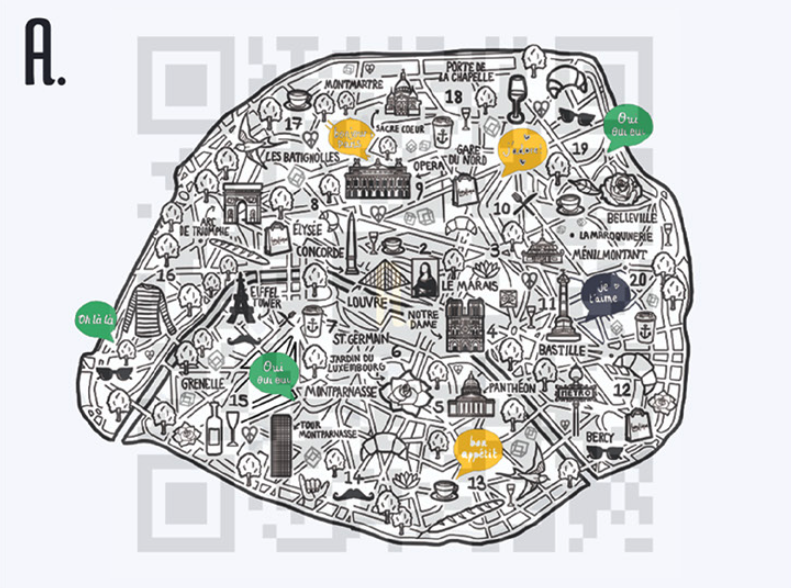 A.
PORTE DE
LA CHAPELLE
MONTMARTRE
18
17
SACRE COEUR
Oui
oui oui
19
LES BATIGNOLLES
OPERA
GARE
DU NORD
9
8
10
BELLEVILLE
ARC
DE TRIOMPHE
ÉLYSÉE
CONCORDE
2
3
LA MAROQUINERIE
MÉNILMONTANT
16
EIFFEL
TOWER
LOUVRE
LE MARAIS
11
je
t'aime
20
Oh là là
NOTRE
DAME
7
ST.GERMAIN
4
6
JARDIN DU
LUXEMBOURG
BASTILLE
Oui
oui oui
GRENELLE
15
MONTPARNASSE
5
PANTHÉON
METRO
12
TOUR
MONTPARNASSE
BERCY
bon
appétit
14
13